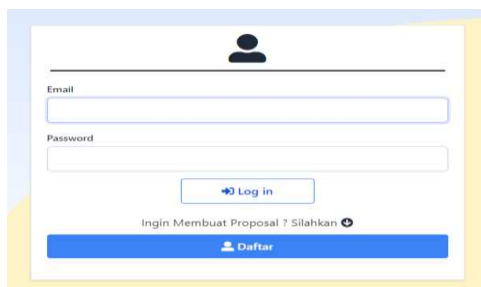 Email
Password
Log in
Ingin Membuat Proposal ? Silahkan
Daftar